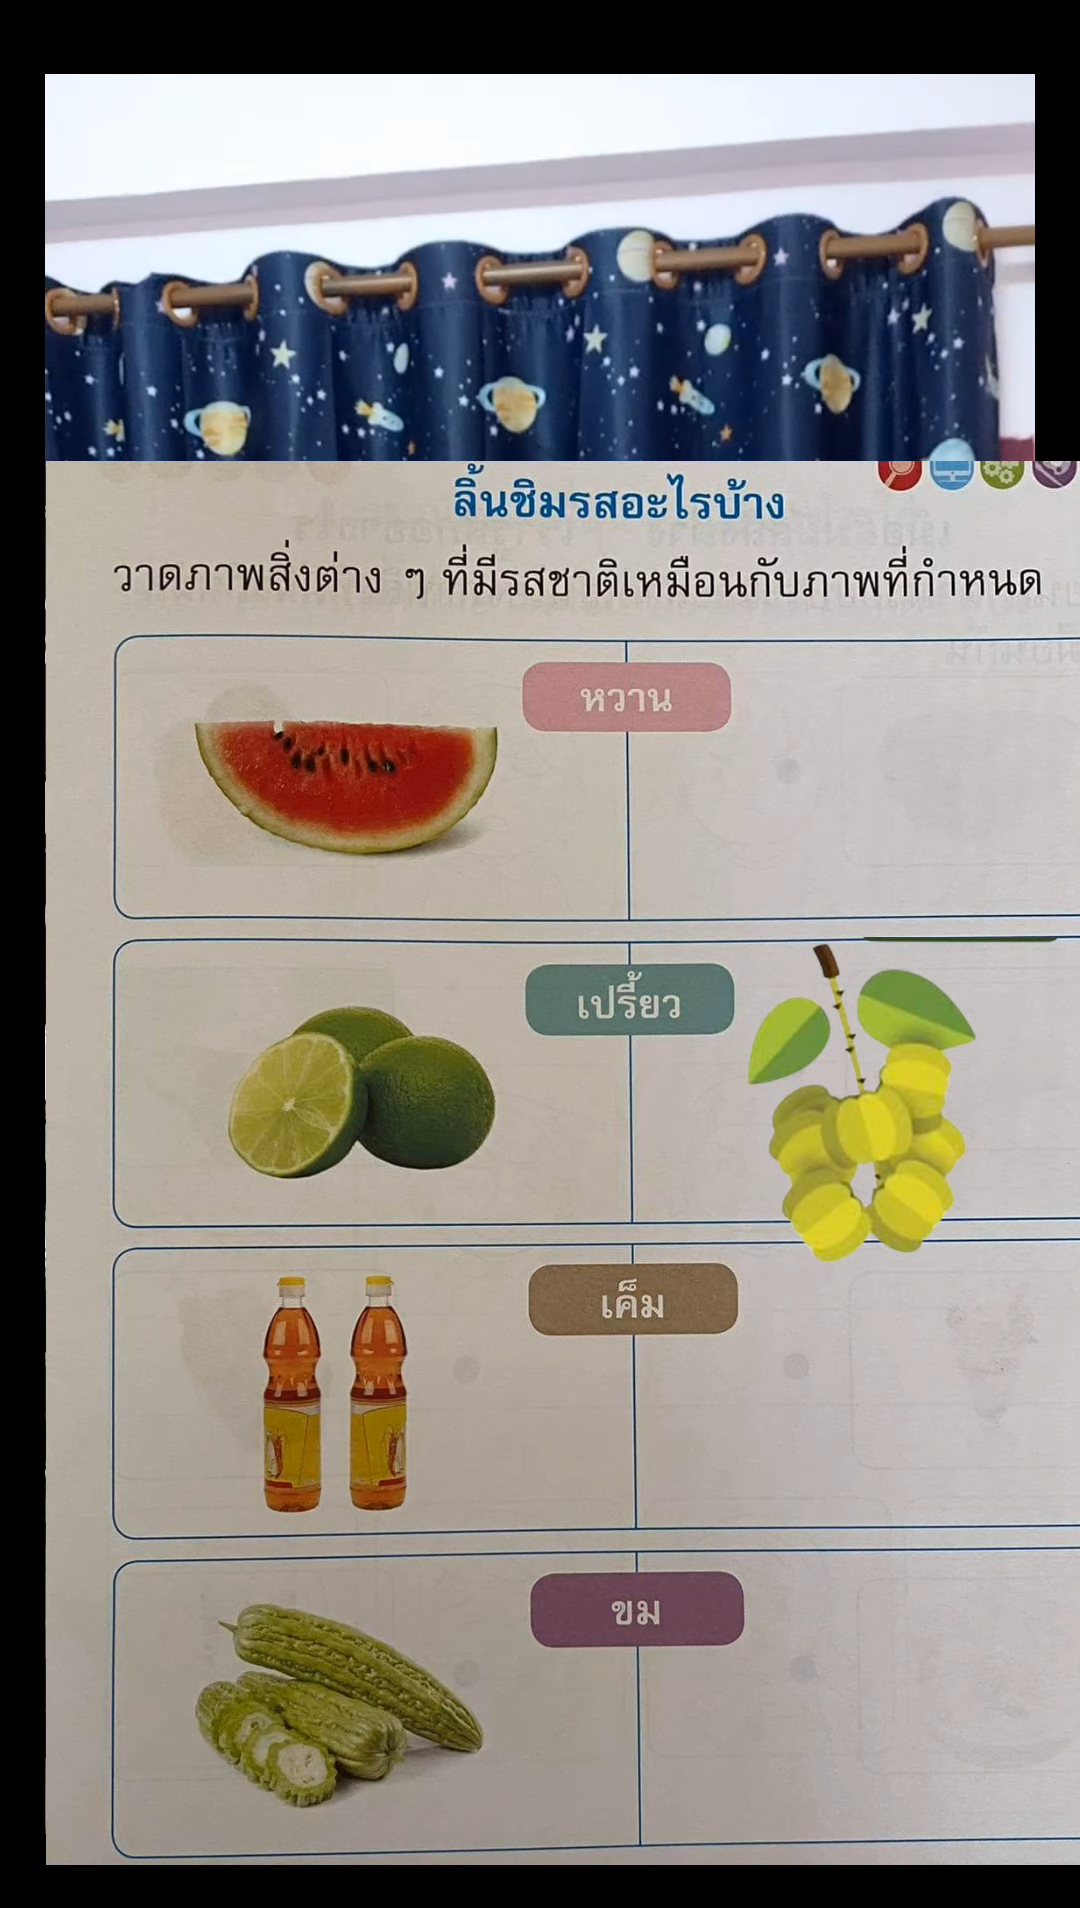 ลิ้นชิมรสอะไรบ้าง
วาดภาพสิ่งต่าง ๆ ที่มีรสชาติเหมือนกับภาพที่กำหนด
หวาน
เปรี้ยว
เค็ม
ขม